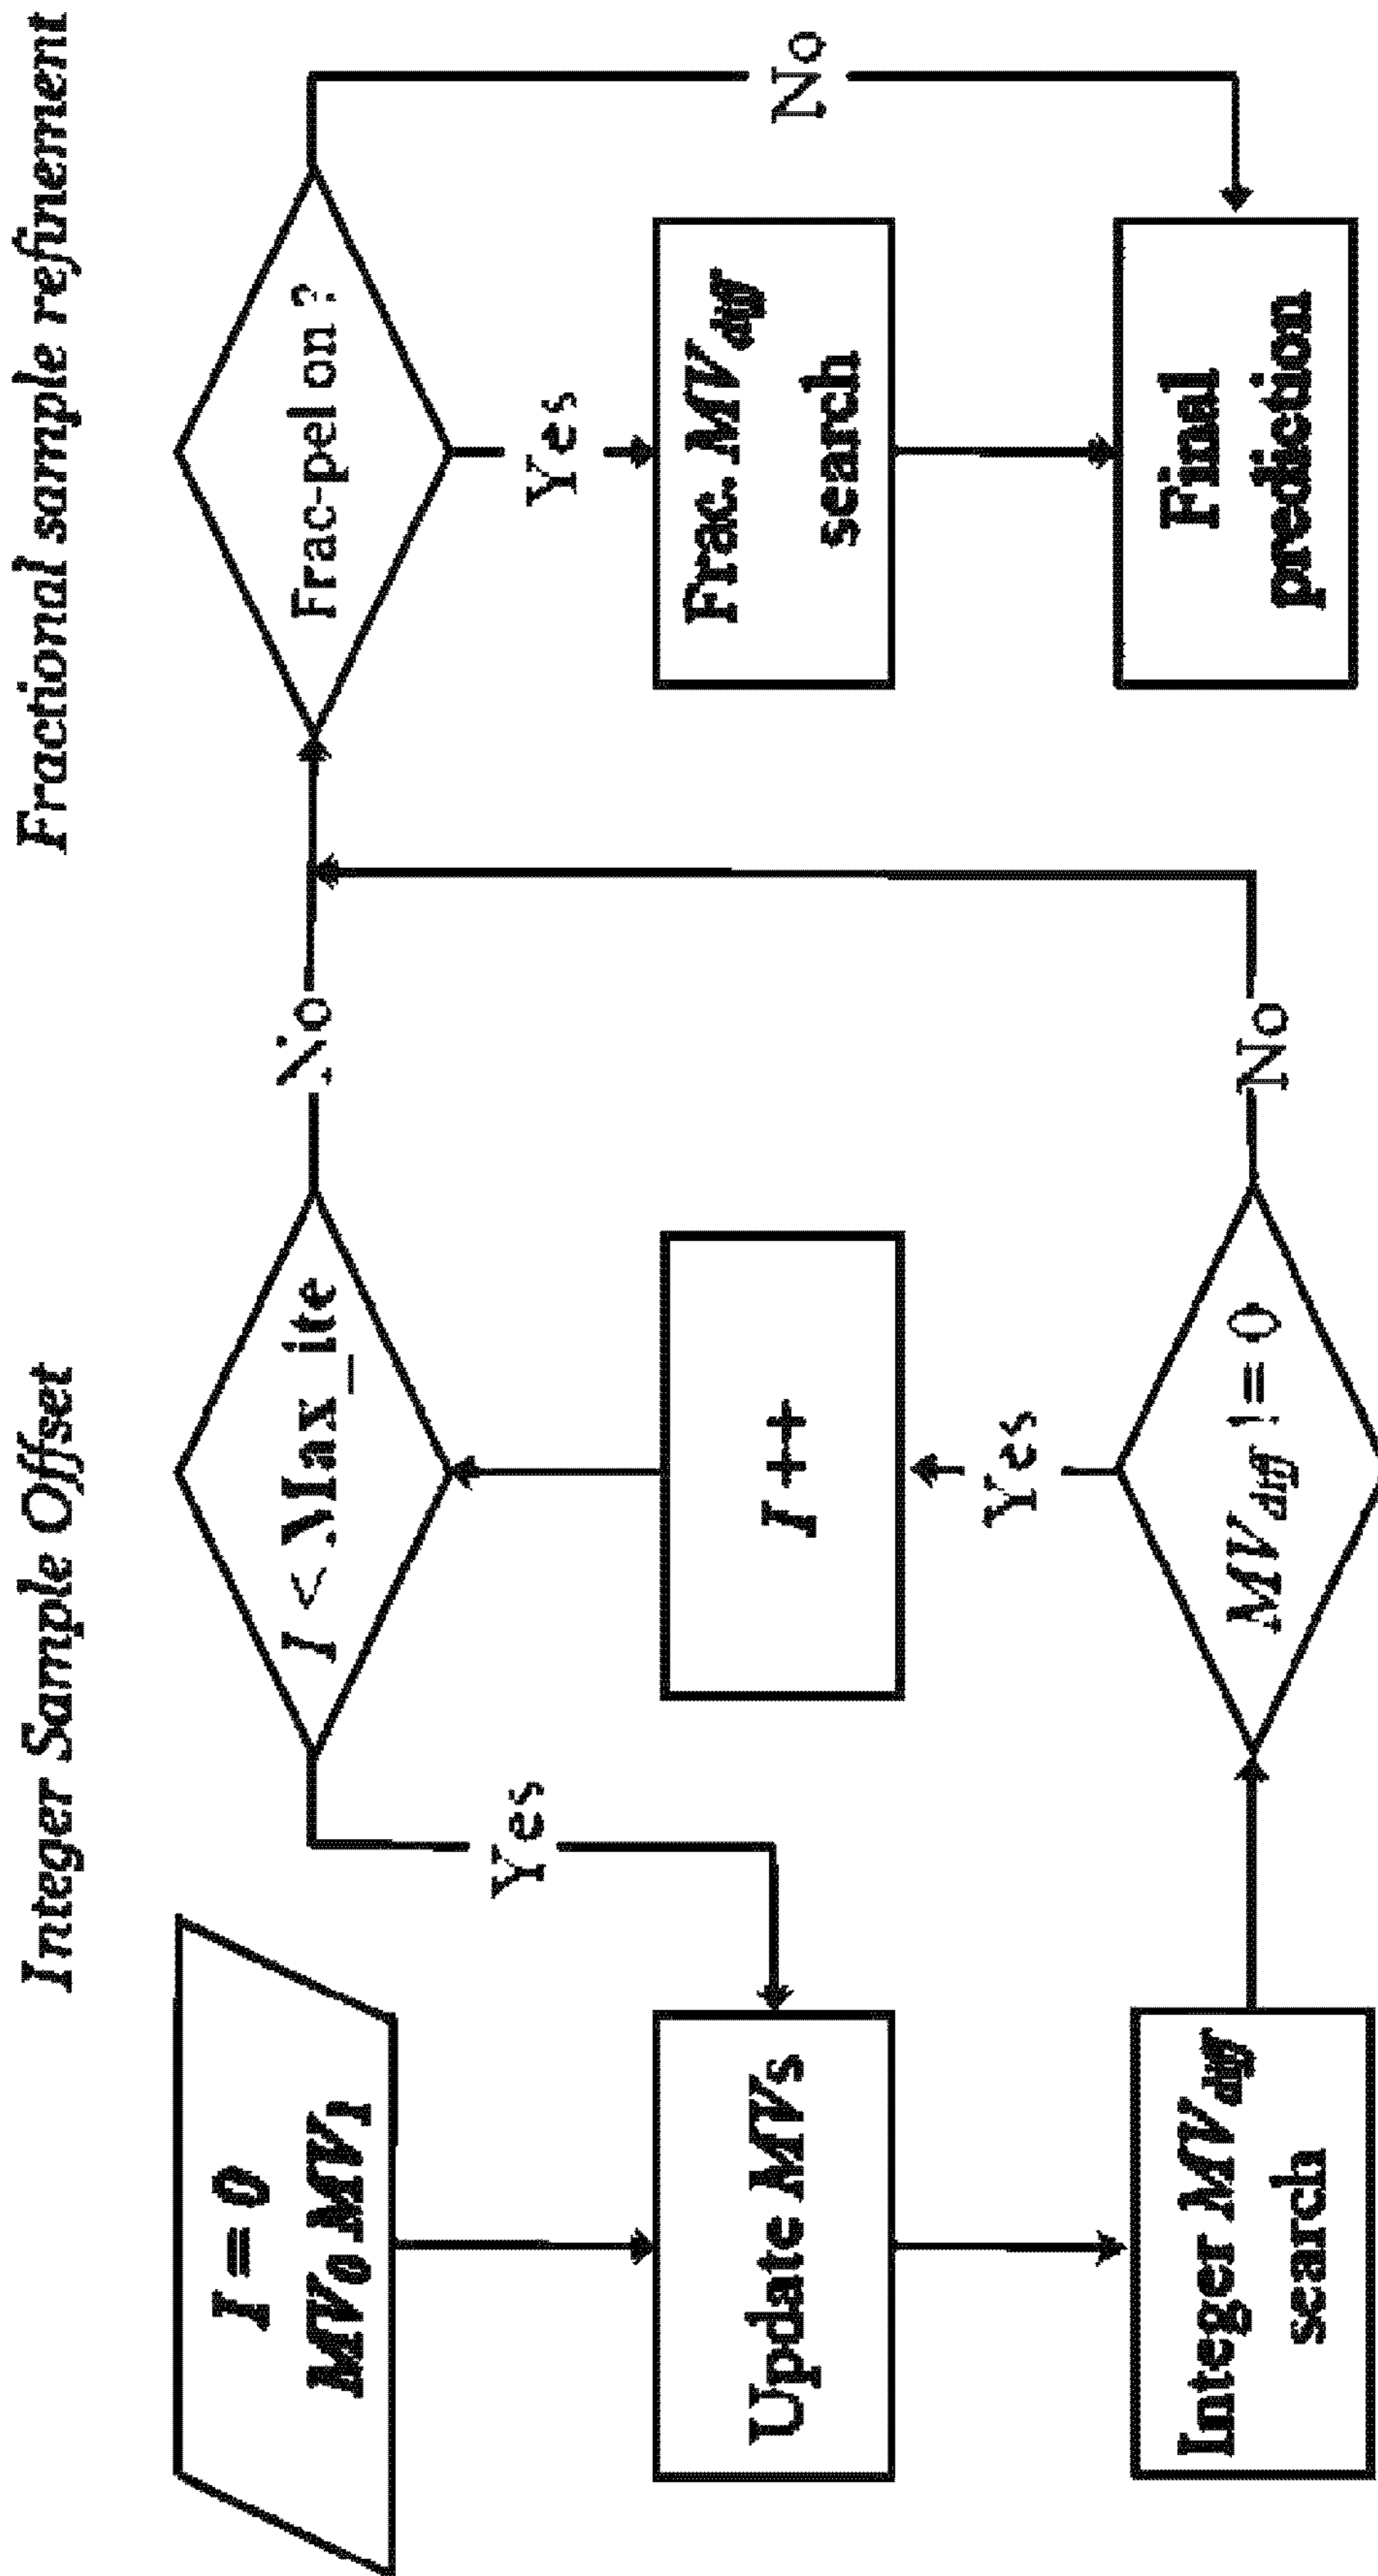 Integer Sample Offset
Fractional sample refinement
I = 0
MV0 MV1
Update MVs
Integer MVdiff
search
I < Max_ite
Yes
No
I ++
Yes
MVdiff != 0
No
Frac-pel on ?
Yes
No
Frac. MVdiff
search
Final
prediction